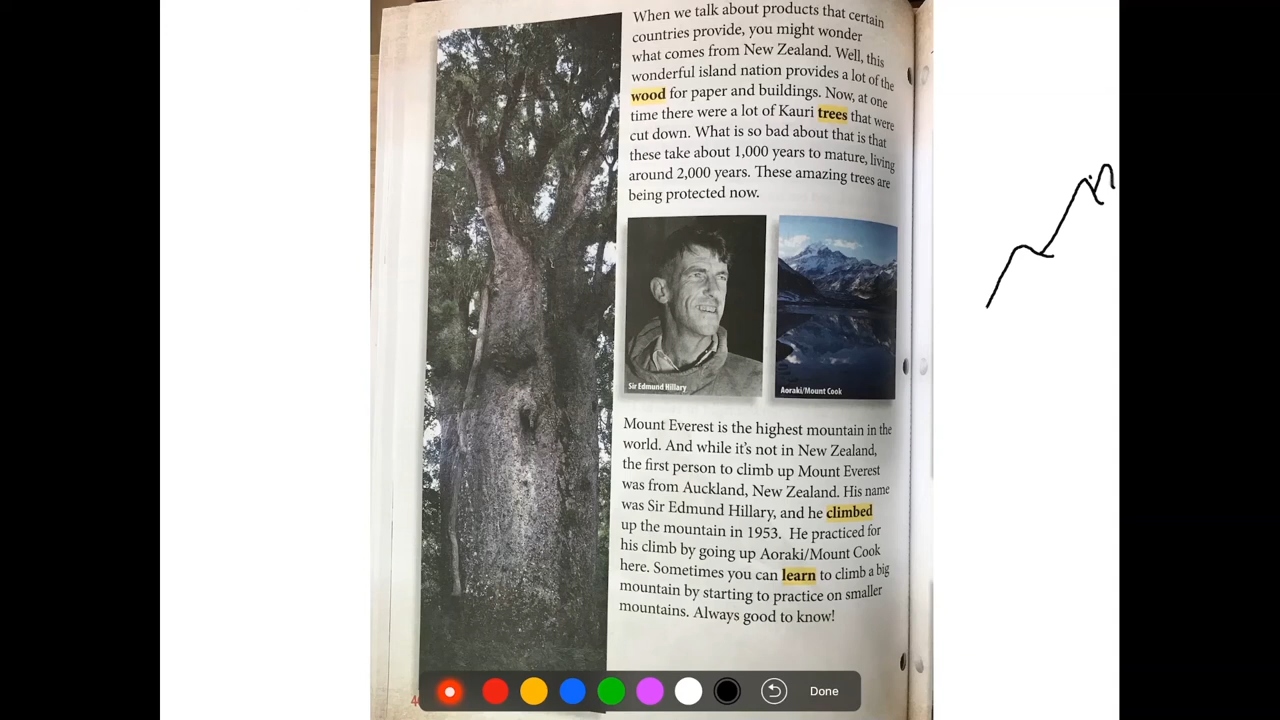 When we talk about products that certain
countries provide, you might wonder
what comes from New Zealand. Well, this
wonderful island nation provides a lot of the
wood for paper and buildings. Now, at one
time there were a lot of Kauri trees that were
cut down. What is so bad about that is that
these take about 1,000 years to mature, living
around 2,000 years. These amazing trees are
being protected now.
Sir Edmund Hillary
Aoraki/Mount Cook
Mount Everest is the highest mountain in the
world. And while it's not in New Zealand,
the first person to climb up Mount Everest
was from Auckland, New Zealand. His name
was Sir Edmund Hillary, and he climbed
up the mountain in 1953. He practiced for
his climb by going up Aoraki/Mount Cook
here. Sometimes you can learn to climb a big
mountain by starting to practice on smaller
mountains. Always good to know!
Done